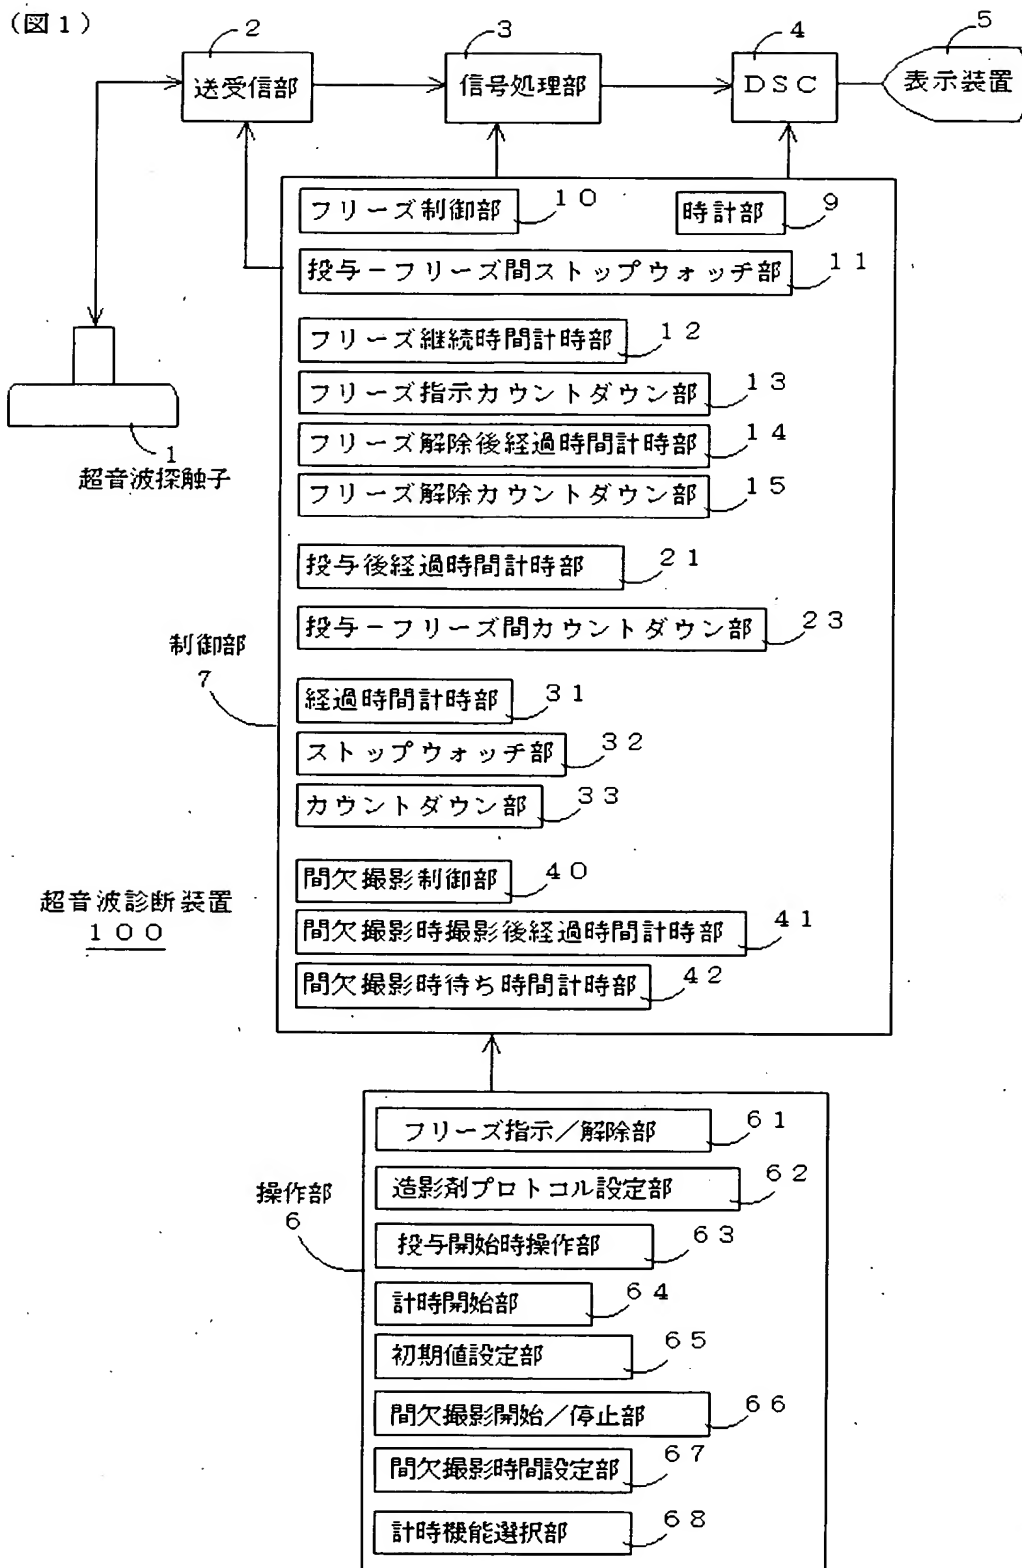 (図1)
2
3
4
5
送受信部
信号処理部
DSC
表示装置
フリーズ制御部
10
時計部
9
投与-フリーズ間ストップウォッチ部
11
フリーズ継続時間計時部
12
フリーズ指示カウントダウン部
13
フリーズ解除後経過時間計時部
14
フリーズ解除カウントダウン部
15
1
超音波探触子
投与後経過時間計時部
21
投与-フリーズ間カウントダウン部
23
制御部
7
経過時間計時部
31
ストップウォッチ部
32
カウントダウン部
33
間欠撮影制御部
40
間欠撮影時撮影後経過時間計時部
41
間欠撮影時待ち時間計時部
42
超音波診断装置
100
フリーズ指示/解除部
61
造影剤プロトコル設定部
62
操作部
6
投与開始時操作部
63
計時開始部
64
初期値設定部
65
間欠撮影開始/停止部
66
間欠撮影時間設定部
67
計時機能選択部
68